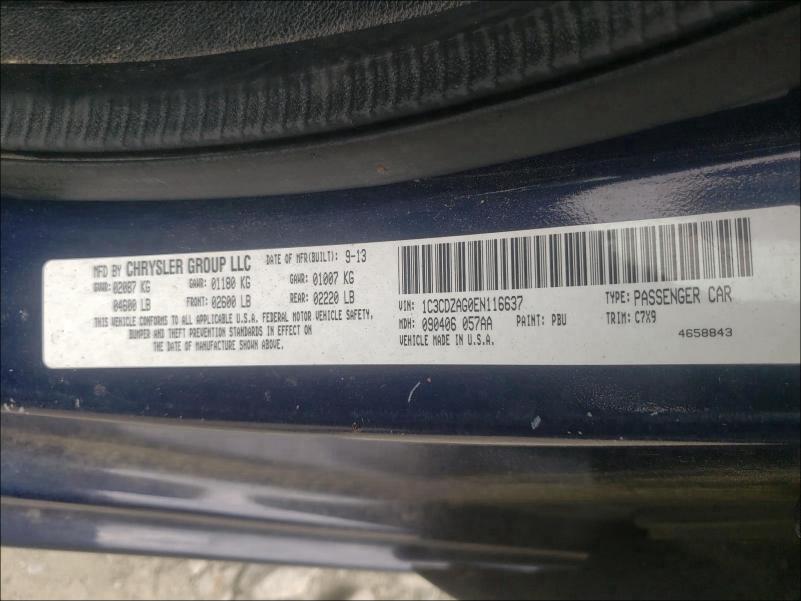 MFD BY CHRYSLER GROUP LLC DATE OF MFR(BUILT): 9-13
GVWR: 02087 KG GAWR: 01180 KG GAWR: 01007 KG
04600 LB FRONT: 02600 LB REAR: 02220 LB
THIS VEHICLE CONFORMS TO ALL APPLICABLE U.S.A. FEDERAL MOTOR VEHICLE SAFETY,
BUMPER AND THEFT PREVENTION STANDARDS IN EFFECT ON
THE DATE OF MANUFACTURE SHOWN ABOVE.
VIN: 1C3CDZAG0EN116637 TYPE: PASSENGER CAR
MDH: 090406 057AA PAINT: PBU TRIM: C7X9
VEHICLE MADE IN U.S.A. 4658843